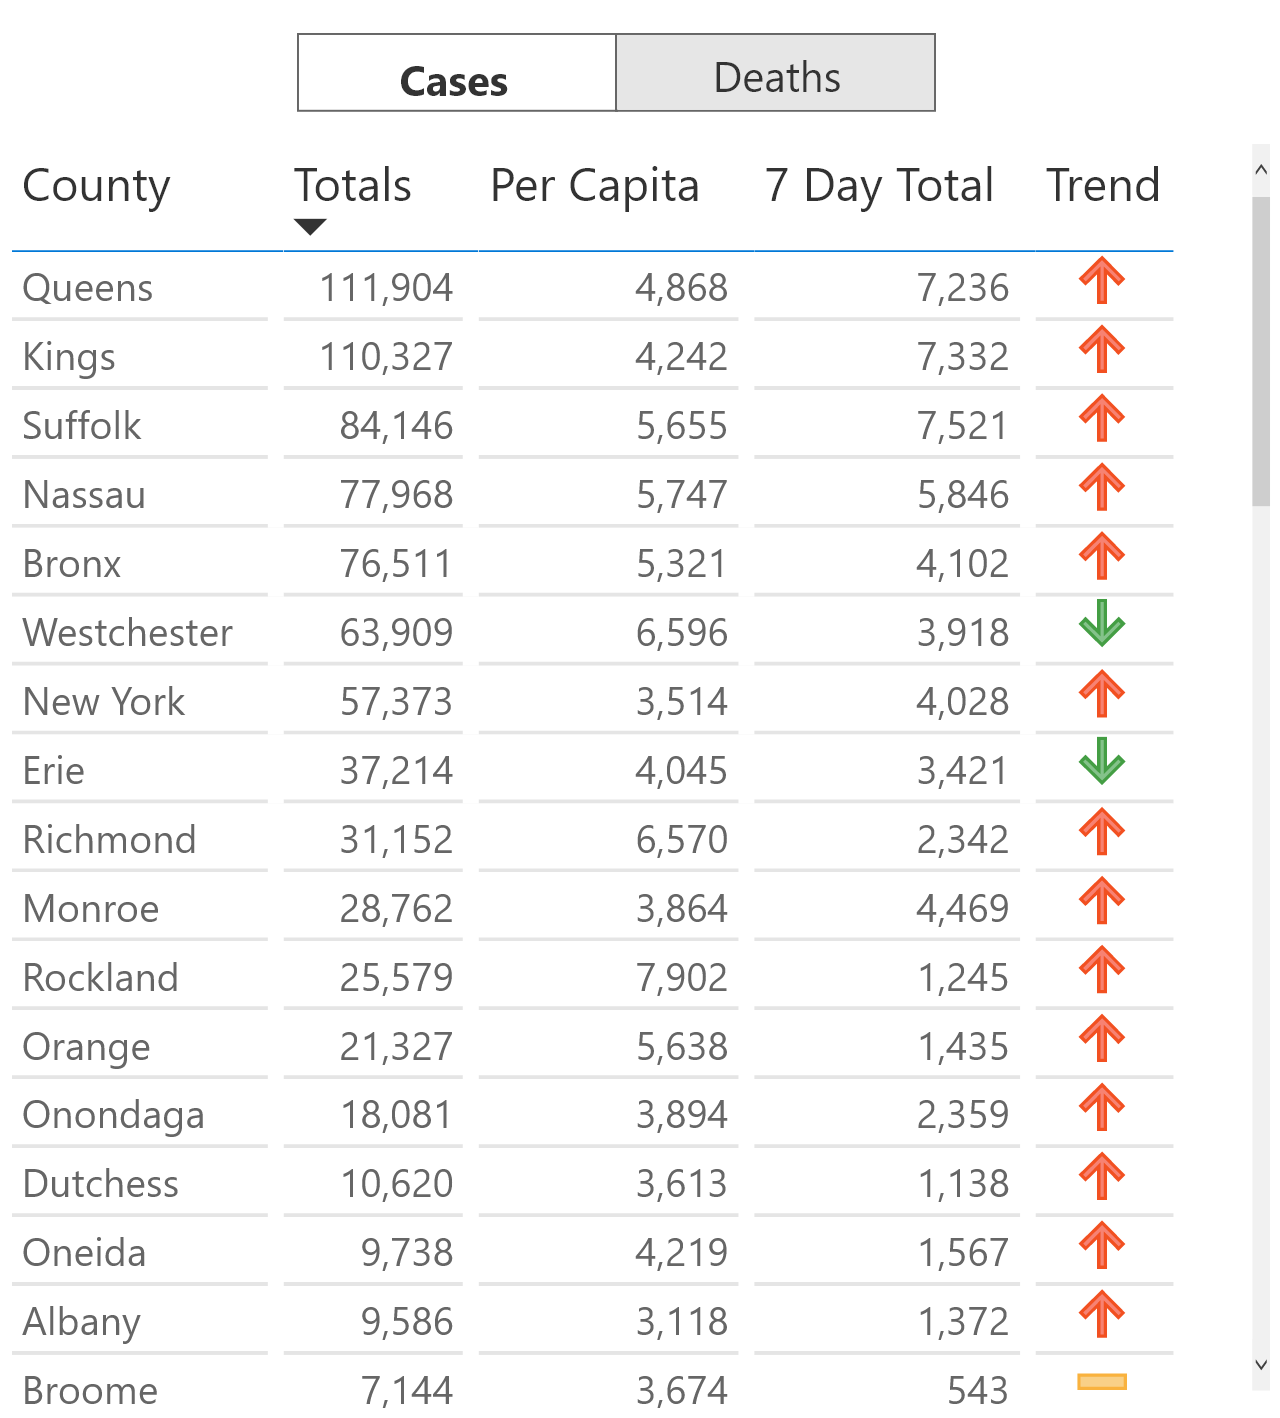 Cases Deaths
County Totals Per Capita 7 Day Total Trend
Queens 111,904 4,868 7,236
Kings 110,327 4,242 7,332
Suffolk 84,146 5,655 7,521
Nassau 77,968 5,747 5,846
Bronx 76,511 5,321 4,102
Westchester 63,909 6,596 3,918
New York 57,373 3,514 4,028
Erie 37,214 4,045 3,421
Richmond 31,152 6,570 2,342
Monroe 28,762 3,864 4,469
Rockland 25,579 7,902 1,245
Orange 21,327 5,638 1,435
Onondaga 18,081 3,894 2,359
Dutchess 10,620 3,613 1,138
Oneida 9,738 4,219 1,567
Albany 9,586 3,118 1,372
Broome 7,144 3,674 543